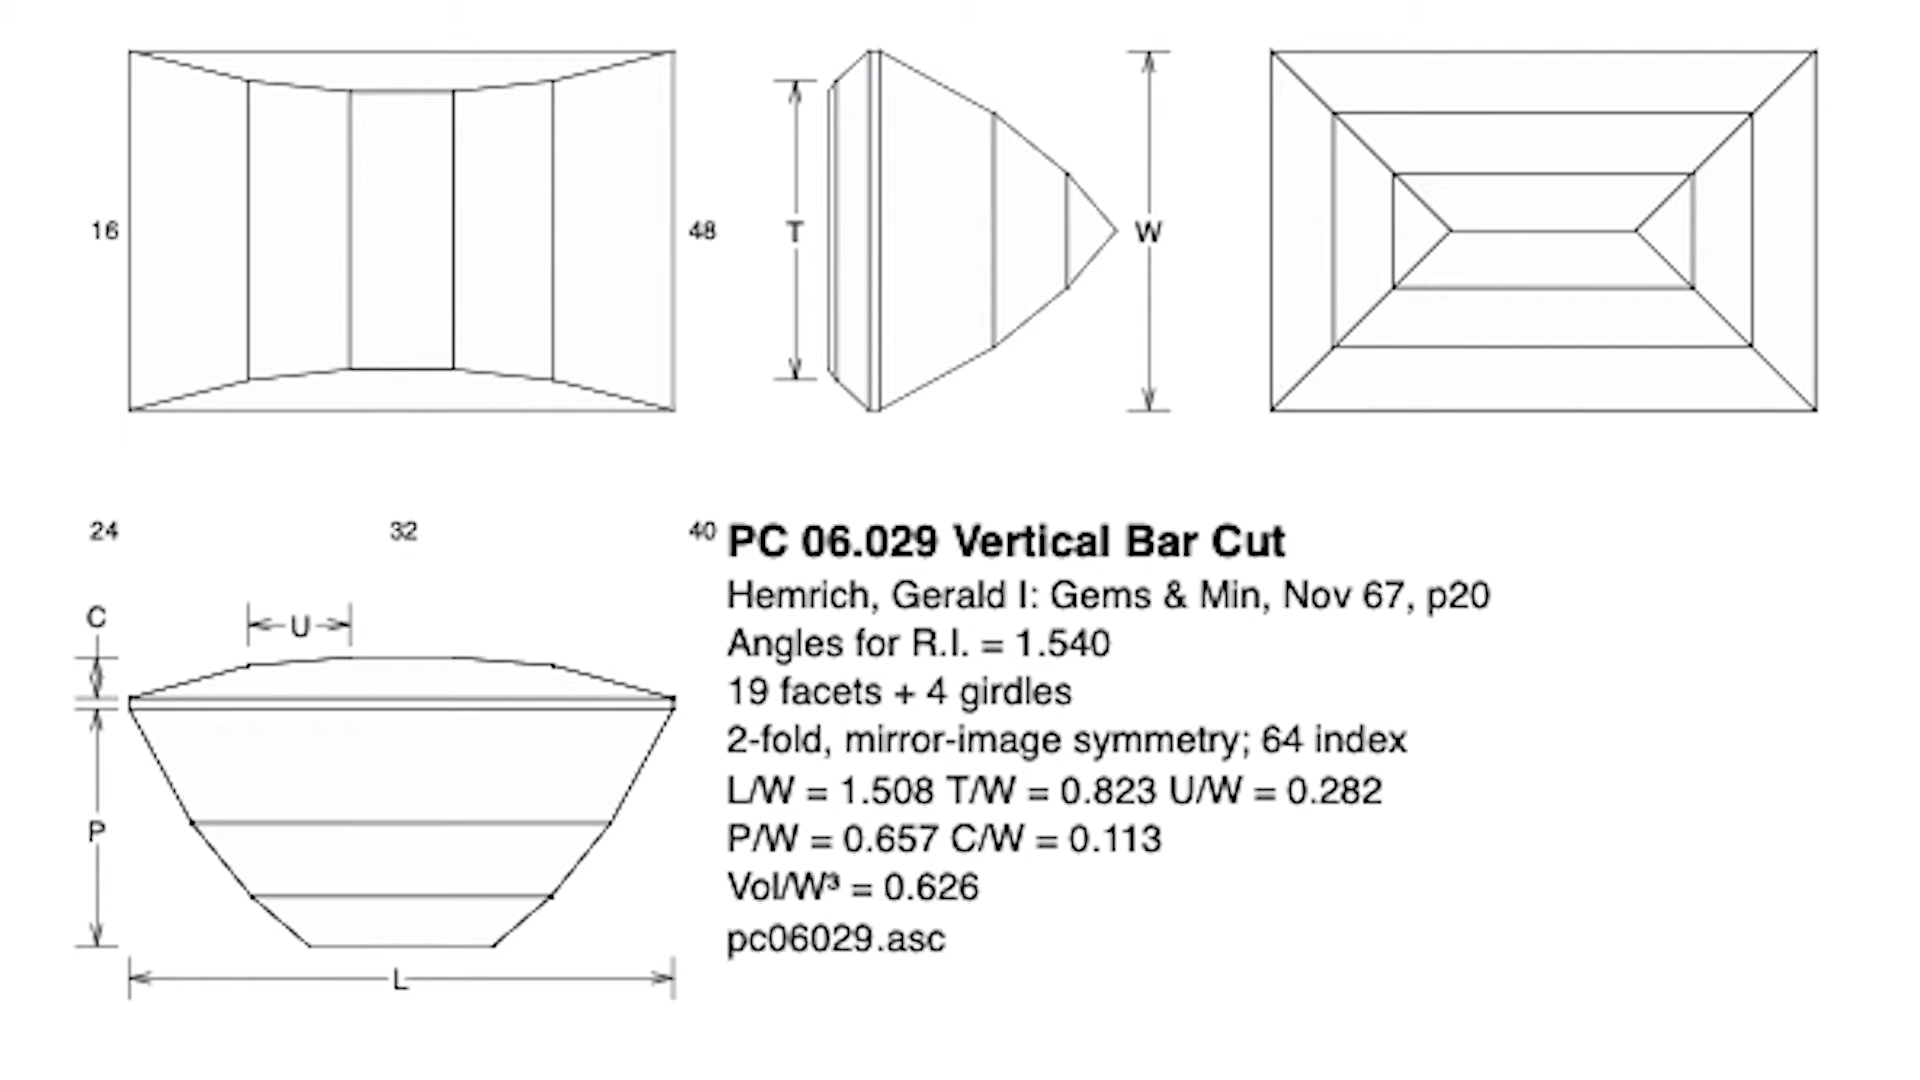 16
48
T
W
24
32
40
C
U
P
L
PC 06.029 Vertical Bar Cut
Hemrich, Gerald I: Gems & Min, Nov 67, p20
Angles for R.I. = 1.540
19 facets + 4 girdles
2-fold, mirror-image symmetry; 64 index
L/W = 1.508 T/W = 0.823 U/W = 0.282
P/W = 0.657 C/W = 0.113
Vol/W³ = 0.626
pc06029.asc